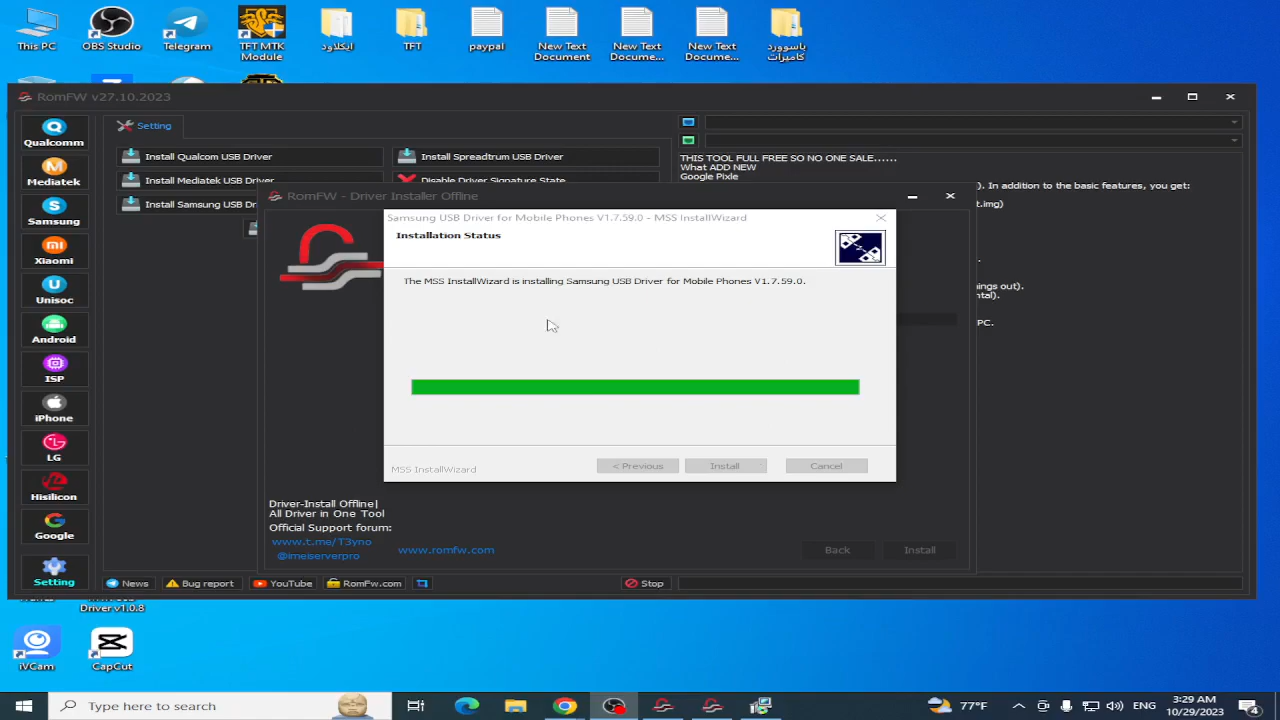 This PC
OBS Studio
Telegram
TFT MTK
Module
ايكلاود
TFT
paypal
New Text
Document
New Text
Docume...
New Text
Docume...
باسوورد
كاميرات
RomFW v27.10.2023
Qualcomm
Mediatek
Samsung
Xiaomi
Unisoc
Android
ISP
iPhone
LG
Hisilicon
Google
Setting
Setting
Install Qualcom USB Driver
Install Spreadtrum USB Driver
Install Mediatek USB Driver
Disable Driver Signature State
Install Samsung USB Dr
THIS TOOL FULL FREE SO NO ONE SALE......
What ADD NEW
Google Pixle
). In addition to the basic features, you get:
t.img)
ings out).
ntal).
PC.
RomFW - Driver Installer Offline
Samsung USB Driver for Mobile Phones V1.7.59.0 - MSS InstallWizard
Installation Status
The MSS InstallWizard is installing Samsung USB Driver for Mobile Phones V1.7.59.0.
MSS InstallWizard
< Previous
Install
Cancel
Driver-Install Offline|
All Driver in One Tool
Official Support forum:
www.t.me/T3yno
@imeiserverpro
www.romfw.com
Back
Install
News
Bug report
YouTube
RomFw.com
Stop
Driver v1.0.8
iVCam
CapCut
Type here to search
77°F
3:29 AM
10/29/2023
4